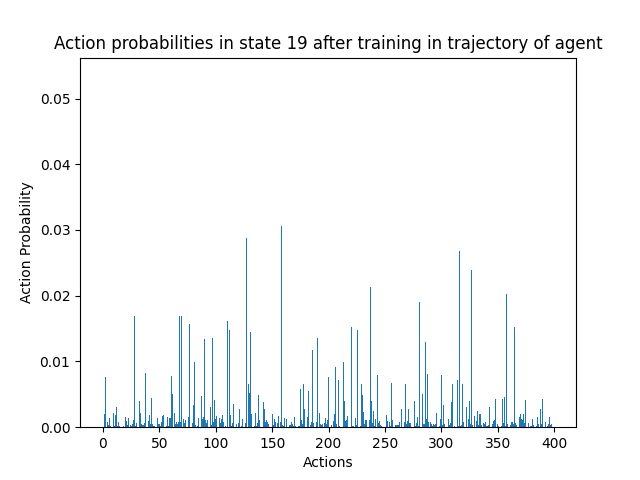 Action probabilities in state 19 after training in trajectory of agent
0.05
0.04
0.03
0.02
0.01
0.00
Action Probability
0 50 100 150 200 250 300 350 400
Actions